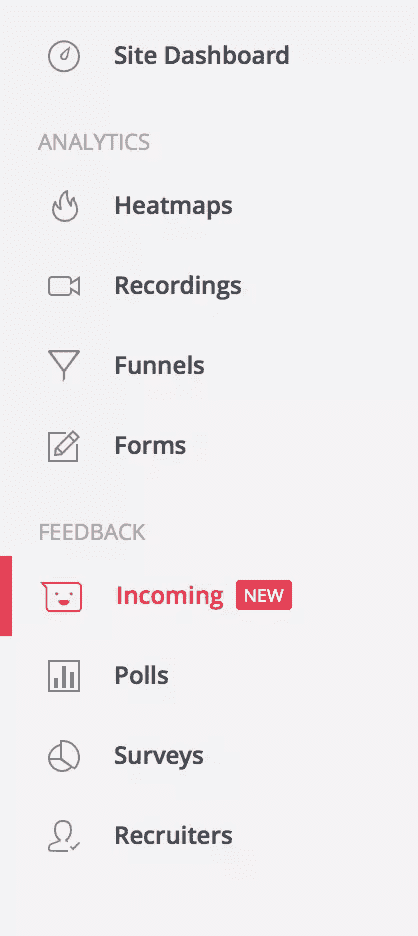 Site Dashboard
ANALYTICS
Heatmaps
Recordings
Funnels
Forms
FEEDBACK
Incoming NEW
Polls
Surveys
Recruiters